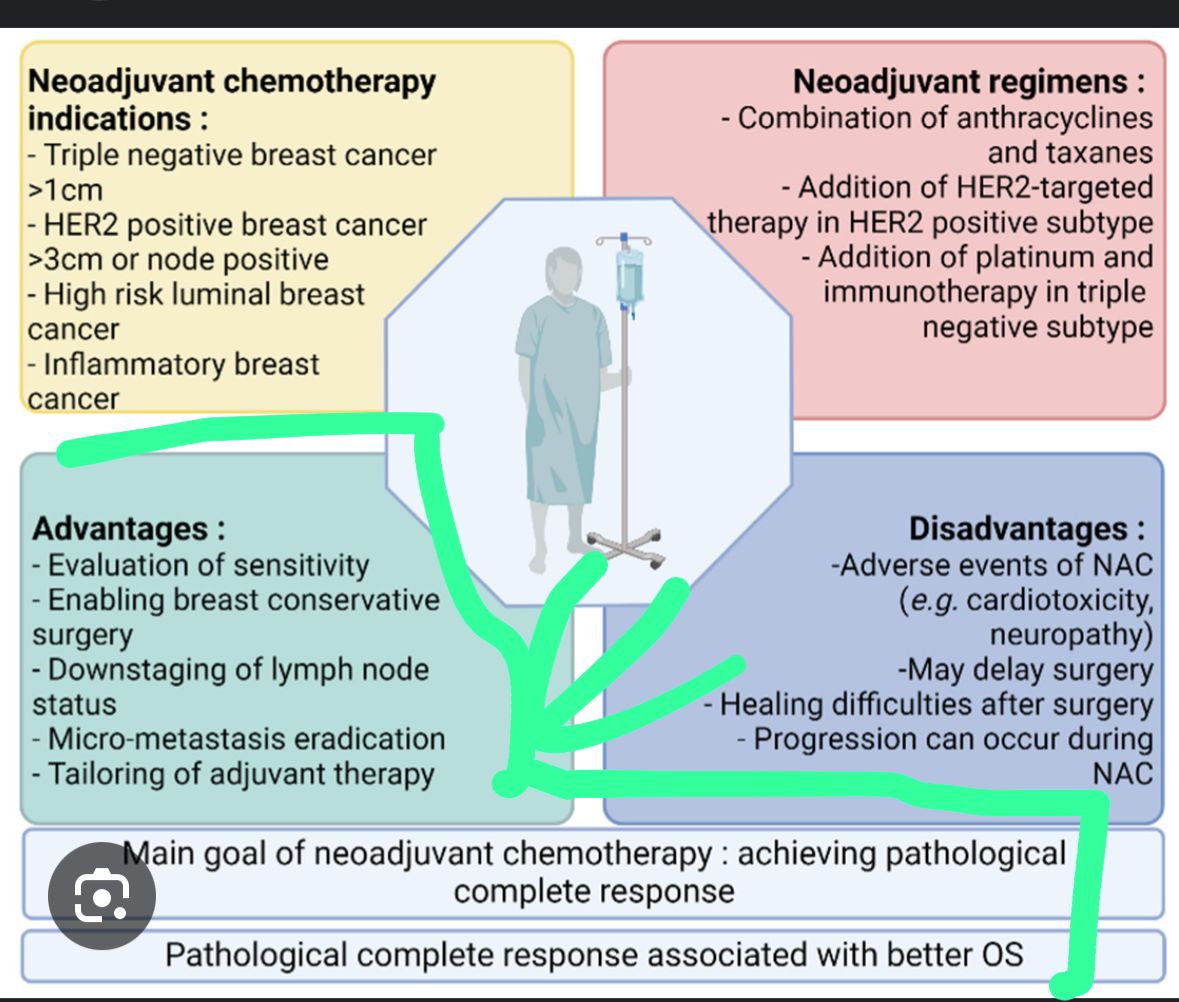 Neoadjuvant chemotherapy
indications :
- Triple negative breast cancer
>1cm
- HER2 positive breast cancer
>3cm or node positive
- High risk luminal breast
cancer
- Inflammatory breast
cancer
Neoadjuvant regimens :
- Combination of anthracyclines
and taxanes
- Addition of HER2-targeted
therapy in HER2 positive subtype
- Addition of platinum and
immunotherapy in triple
negative subtype
Advantages :
- Evaluation of sensitivity
- Enabling breast conservative
surgery
- Downstaging of lymph node
status
- Micro-metastasis eradication
- Tailoring of adjuvant therapy
Disadvantages :
-Adverse events of NAC
(e.g. cardiotoxicity,
neuropathy)
-May delay surgery
- Healing difficulties after surgery
- Progression can occur during
NAC
Main goal of neoadjuvant chemotherapy : achieving pathological
complete response
Pathological complete response associated with better OS